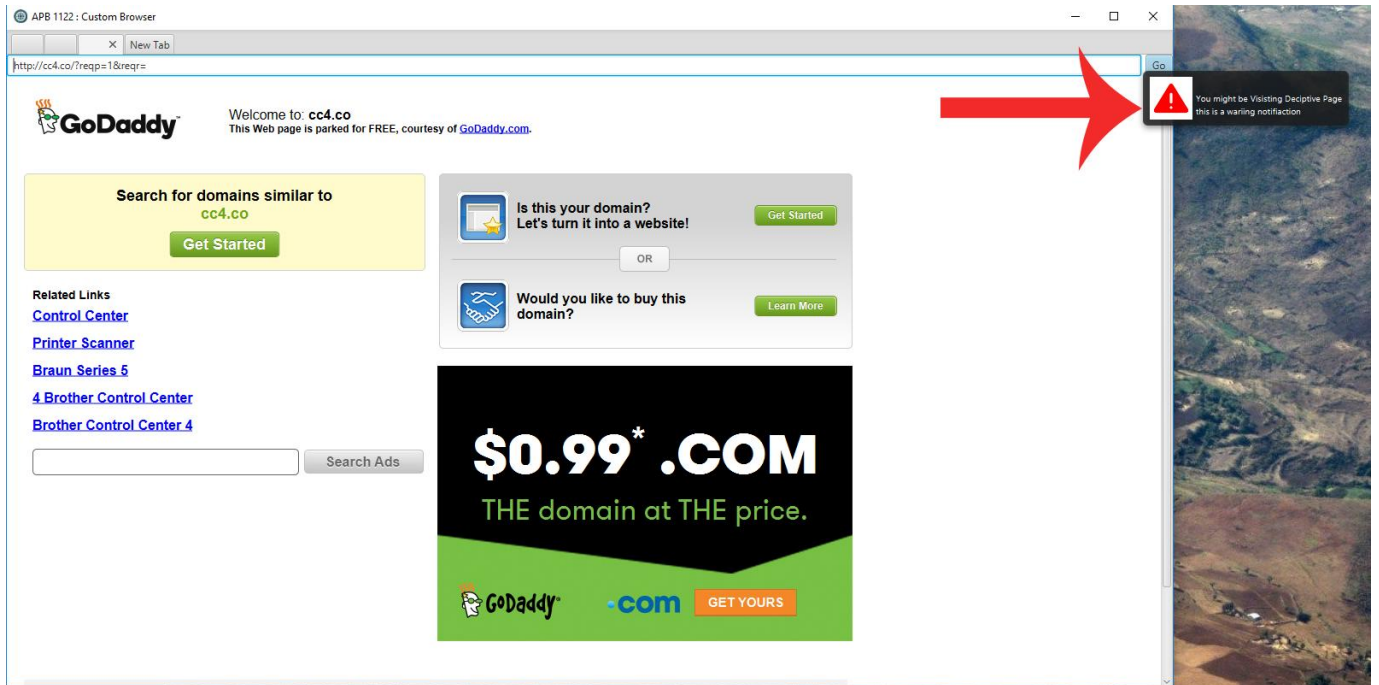 APB 1122 : Custom Browser
New Tab
http://cc4.co/?reqp=1&reqr=
Go
You might be Visisting Deciptive Page
this is a wariing notifiaction
GoDaddy
Welcome to: cc4.co
This Web page is parked for FREE, courtesy of GoDaddy.com.
Search for domains similar to
cc4.co
Get Started
Is this your domain?
Let's turn it into a website!
Get Started
OR
Would you like to buy this
domain?
Learn More
Related Links
Control Center
Printer Scanner
Braun Series 5
4 Brother Control Center
Brother Control Center 4
Search Ads
$0.99* .COM
THE domain at THE price.
GoDaddy
.com
GET YOURS